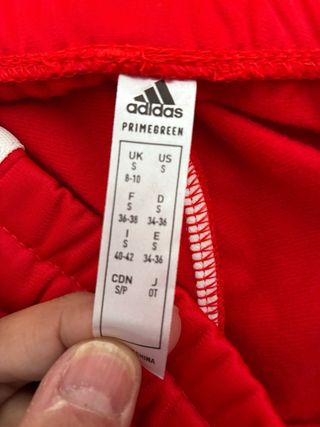 adidas
PRIMEGREEN
UK US
S S
8-10
F D
S S
36-38 34-36
I E
S S
40-42 34-36
CDN J
S/P OT